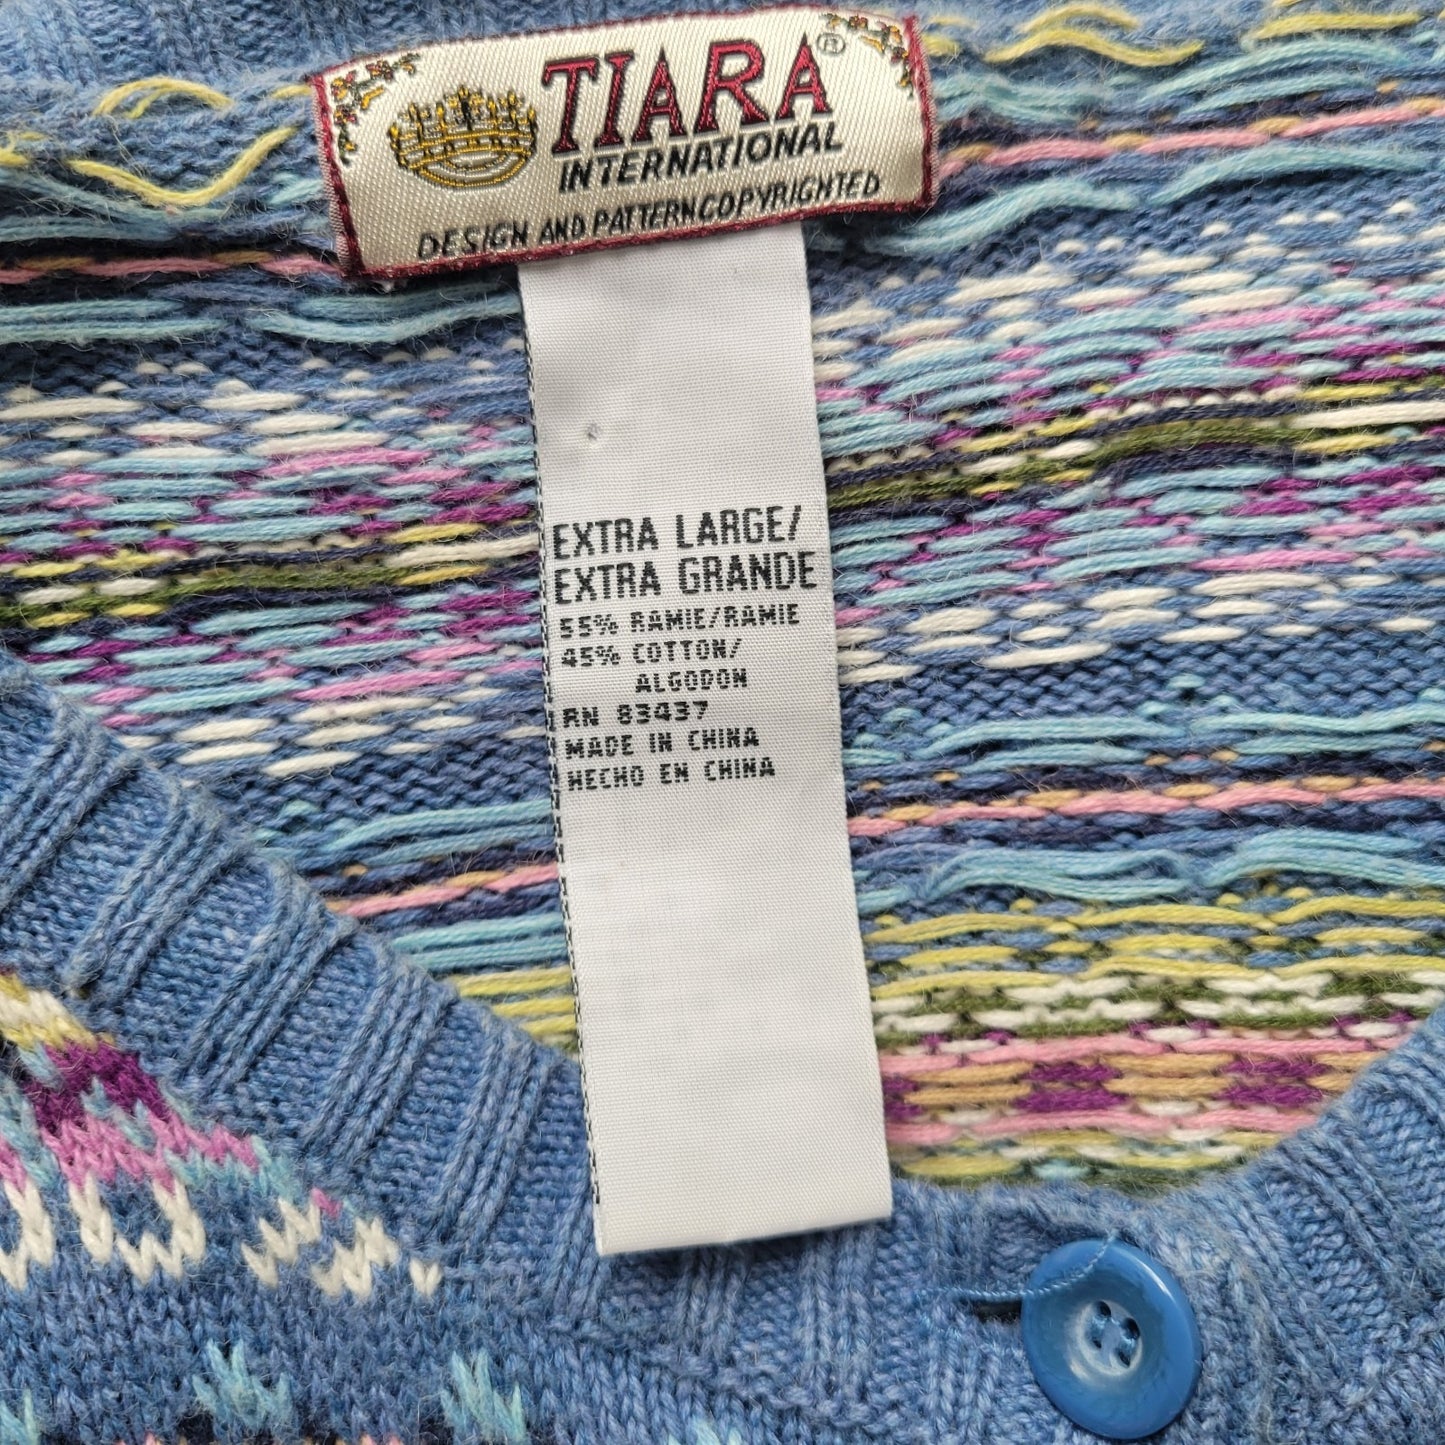 TIARA®
INTERNATIONAL
DESIGN AND PATTERN COPYRIGHTED
EXTRA LARGE/
EXTRA GRANDE
55% RAMIE/RAMIE
45% COTTON/
ALGODON
RN 83437
MADE IN CHINA
HECHO EN CHINA